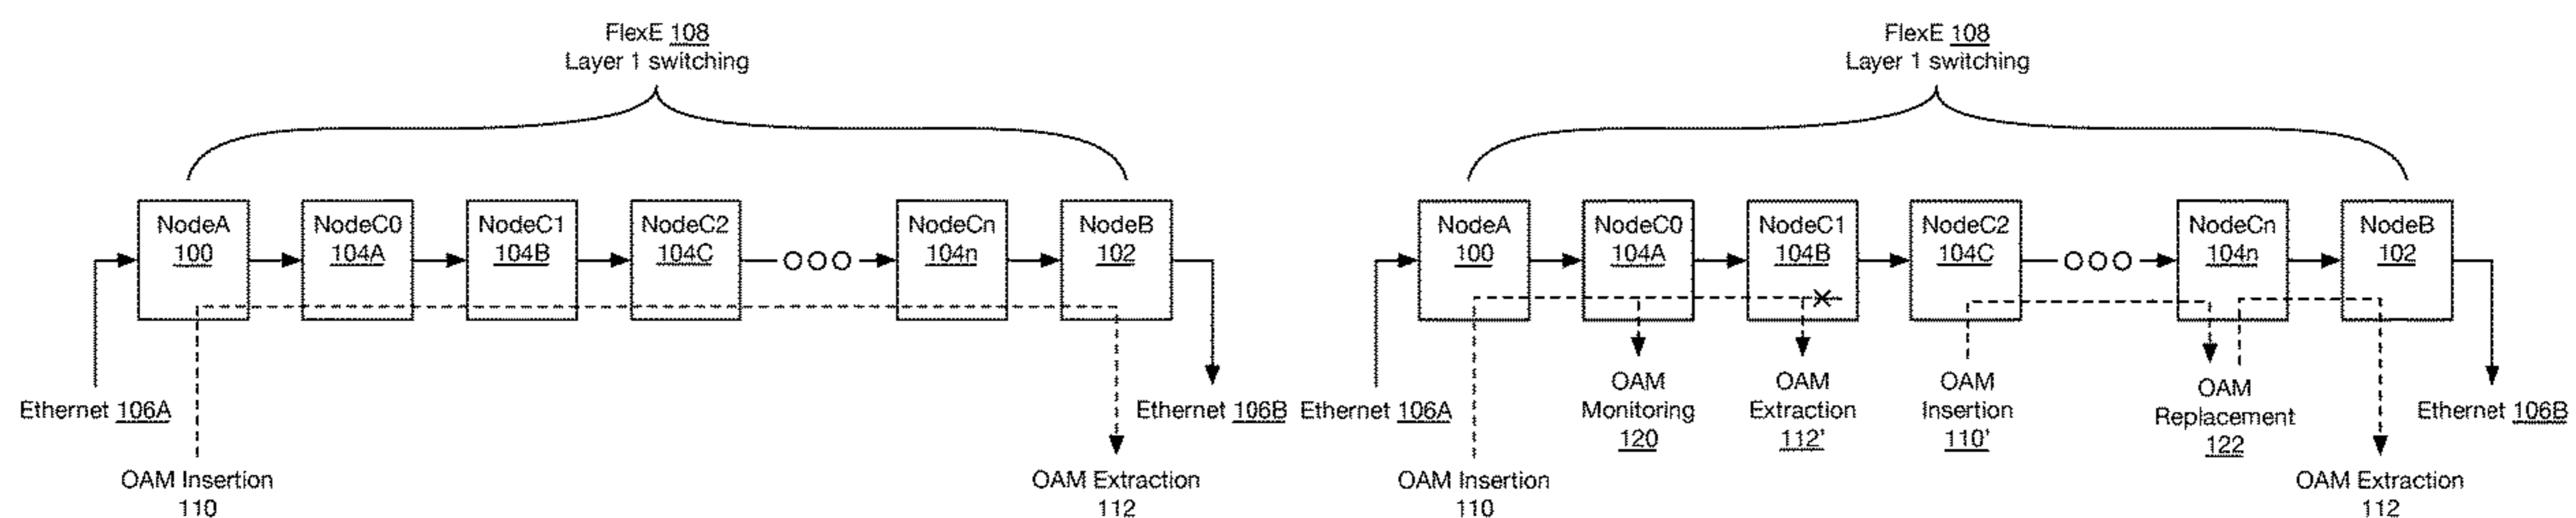 FlexE 108
Layer 1 switching
NodeA
100
NodeC0
104A
NodeC1
104B
NodeC2
104C
NodeCn
104n
NodeB
102
Ethernet 106A
Ethernet 106B
OAM Insertion
110
OAM Extraction
112
FlexE 108
Layer 1 switching
NodeA
100
NodeC0
104A
NodeC1
104B
NodeC2
104C
NodeCn
104n
NodeB
102
Ethernet 106A
OAM
Monitoring
120
OAM
Extraction
112'
OAM
Insertion
110'
OAM
Replacement
122
Ethernet 106B
OAM Insertion
110
OAM Extraction
112